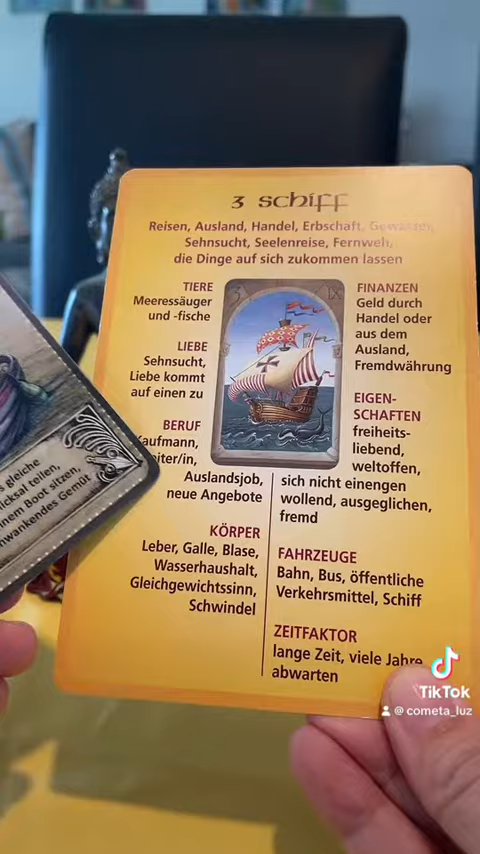 3 schiff
Reisen, Ausland, Handel, Erbschaft, Gewässer,
Sehnsucht, Seelenreise, Fernweh,
die Dinge auf sich zukommen lassen
TIERE
Meeressäuger
und -fische
LIEBE
Sehnsucht,
Liebe kommt
auf einen zu
BERUF
Kaufmann,
Auslandsjob,
neue Angebote
KÖRPER
Leber, Galle, Blase,
Wasserhaushalt,
Gleichgewichtssinn,
Schwindel
3 IX
FINANZEN
Geld durch
Handel oder
aus dem
Ausland,
Fremdwährung
EIGEN-
SCHAFTEN
freiheits-
liebend,
weltoffen,
sich nicht einengen
wollend, ausgeglichen,
fremd
FAHRZEUGE
Bahn, Bus, öffentliche
Verkehrsmittel, Schiff
ZEITFAKTOR
lange Zeit, viele Jahre
abwarten
s gleiche
teilen,
einem Boot sitzen,
wankendes Gemüt
TikTok
@cometa_luz